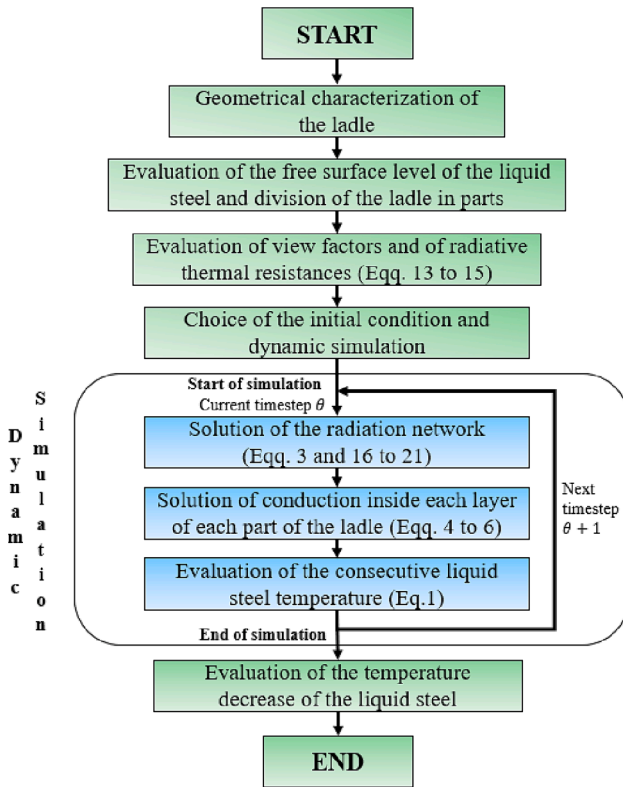 START
Geometrical characterization of
the ladle
Evaluation of the free surface level of the liquid
steel and division of the ladle in parts
Evaluation of view factors and of radiative
thermal resistances (Eqq. 13 to 15)
Choice of the initial condition and
dynamic simulation
Dynamic
Simulation
Start of simulation
Current timestep θ
Solution of the radiation network
(Eqq. 3 and 16 to 21)
Solution of conduction inside each layer
of each part of the ladle (Eqq. 4 to 6)
Evaluation of the consecutive liquid
steel temperature (Eq.1)
Next
timestep
θ + 1
End of simulation
Evaluation of the temperature
decrease of the liquid steel
END